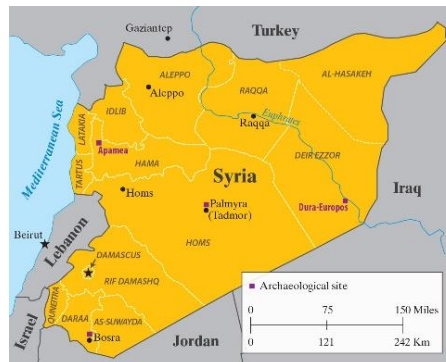 Gaziantep
Turkey
ALEPPO
Aleppo
RAQQA
AL-HASAKEH
IDLIB
Euphrates
Raqqa
LATAKIA
Apamea
DEIR EZZOR
Mediterranean Sea
TARTUS
HAMA
Syria
Homs
Palmyra
(Tadmor)
Dura-Europos
Iraq
Beirut
Lebanon
HOMS
DAMASCUS
RIF DAMASHQ
QUNEITRA
DARAA
AS-SUWAYDA
Bosra
Israel
Jordan
Archaeological site
0 75 150 Miles
0 121 242 Km